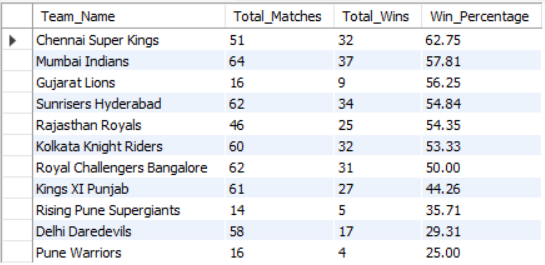 Team_Name Total_Matches Total_Wins Win_Percentage
Chennai Super Kings 51 32 62.75
Mumbai Indians 64 37 57.81
Gujarat Lions 16 9 56.25
Sunrisers Hyderabad 62 34 54.84
Rajasthan Royals 46 25 54.35
Kolkata Knight Riders 60 32 53.33
Royal Challengers Bangalore 62 31 50.00
Kings XI Punjab 61 27 44.26
Rising Pune Supergiants 14 5 35.71
Delhi Daredevils 58 17 29.31
Pune Warriors 16 4 25.00